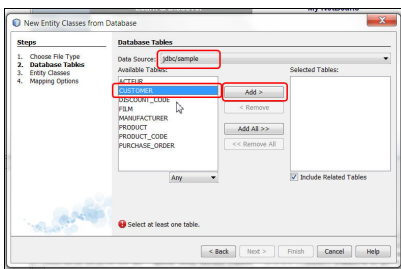 New Entity Classes from Database
Steps
1. Choose File Type
2. Database Tables
3. Entity Classes
4. Mapping Options
Database Tables
Data Source: jdbc/sample
Available Tables:
Selected Tables:
ACTEUR
CUSTOMER
DISCOUNT_CODE
FILM
MANUFACTURER
PRODUCT
PRODUCT_CODE
PURCHASE_ORDER
Add >
< Remove
Add All >>
<< Remove All
Any
Include Related Tables
Select at least one table.
< Back
Next >
Finish
Cancel
Help